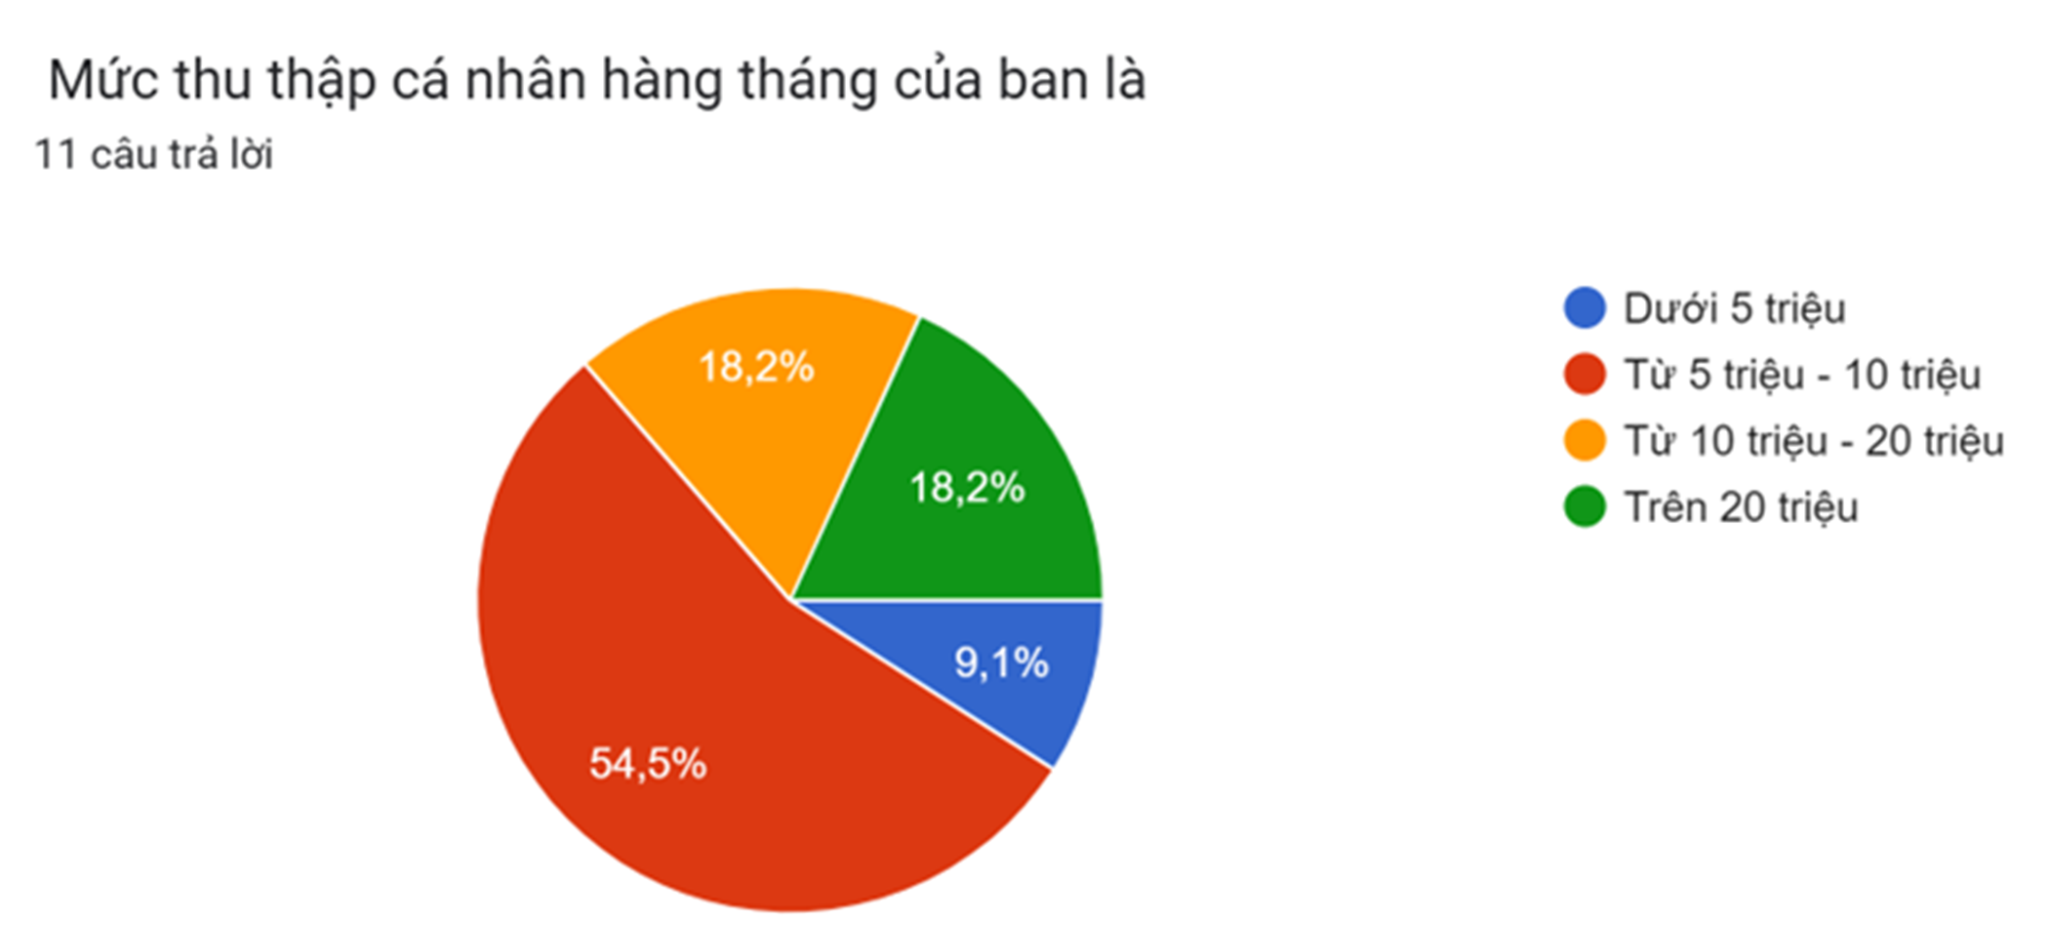 Mức thu thập cá nhân hàng tháng của ban là
11 câu trả lời
Dưới 5 triệu
Từ 5 triệu - 10 triệu
Từ 10 triệu - 20 triệu
Trên 20 triệu
18,2%
18,2%
9,1%
54,5%